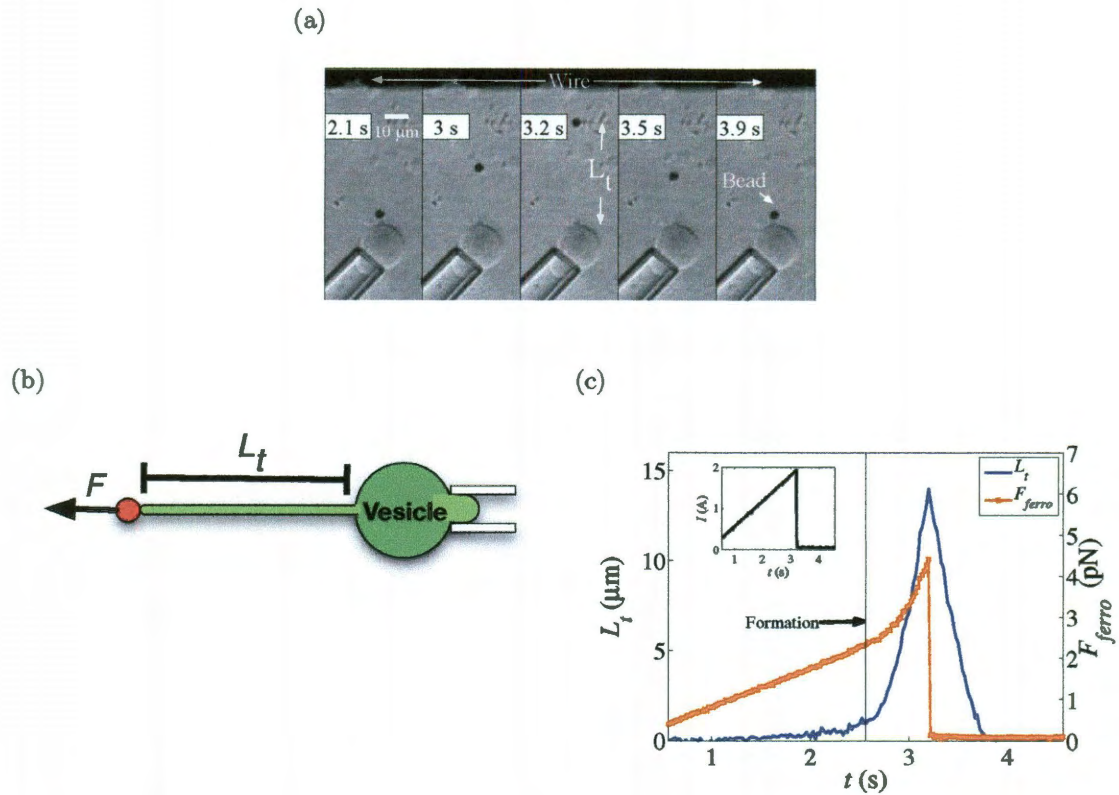 (a)
Wire
2.1 s 10 μm 3 s 3.2 s 3.5 s 3.9 s
L_t
Bead
(b)
L_t
F
Vesicle
(c)
L_t
F_ferro
15
10
5
0
7
6
5
4
3
2
1
0
1 2 3 4
L_t (μm)
F_ferro (pN)
t (s)
Formation
2
1
0
I (A)
1 2 3 4
t (s)